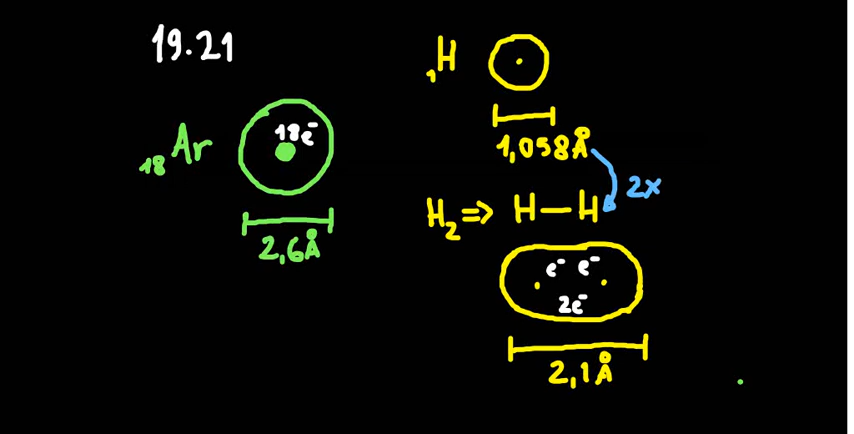 19.21
₁₈Ar
18e⁻
2,6Å
₁H
1,058Å
2x
H₂⇒ H—H
e⁻ e⁻
2e⁻
2,1Å